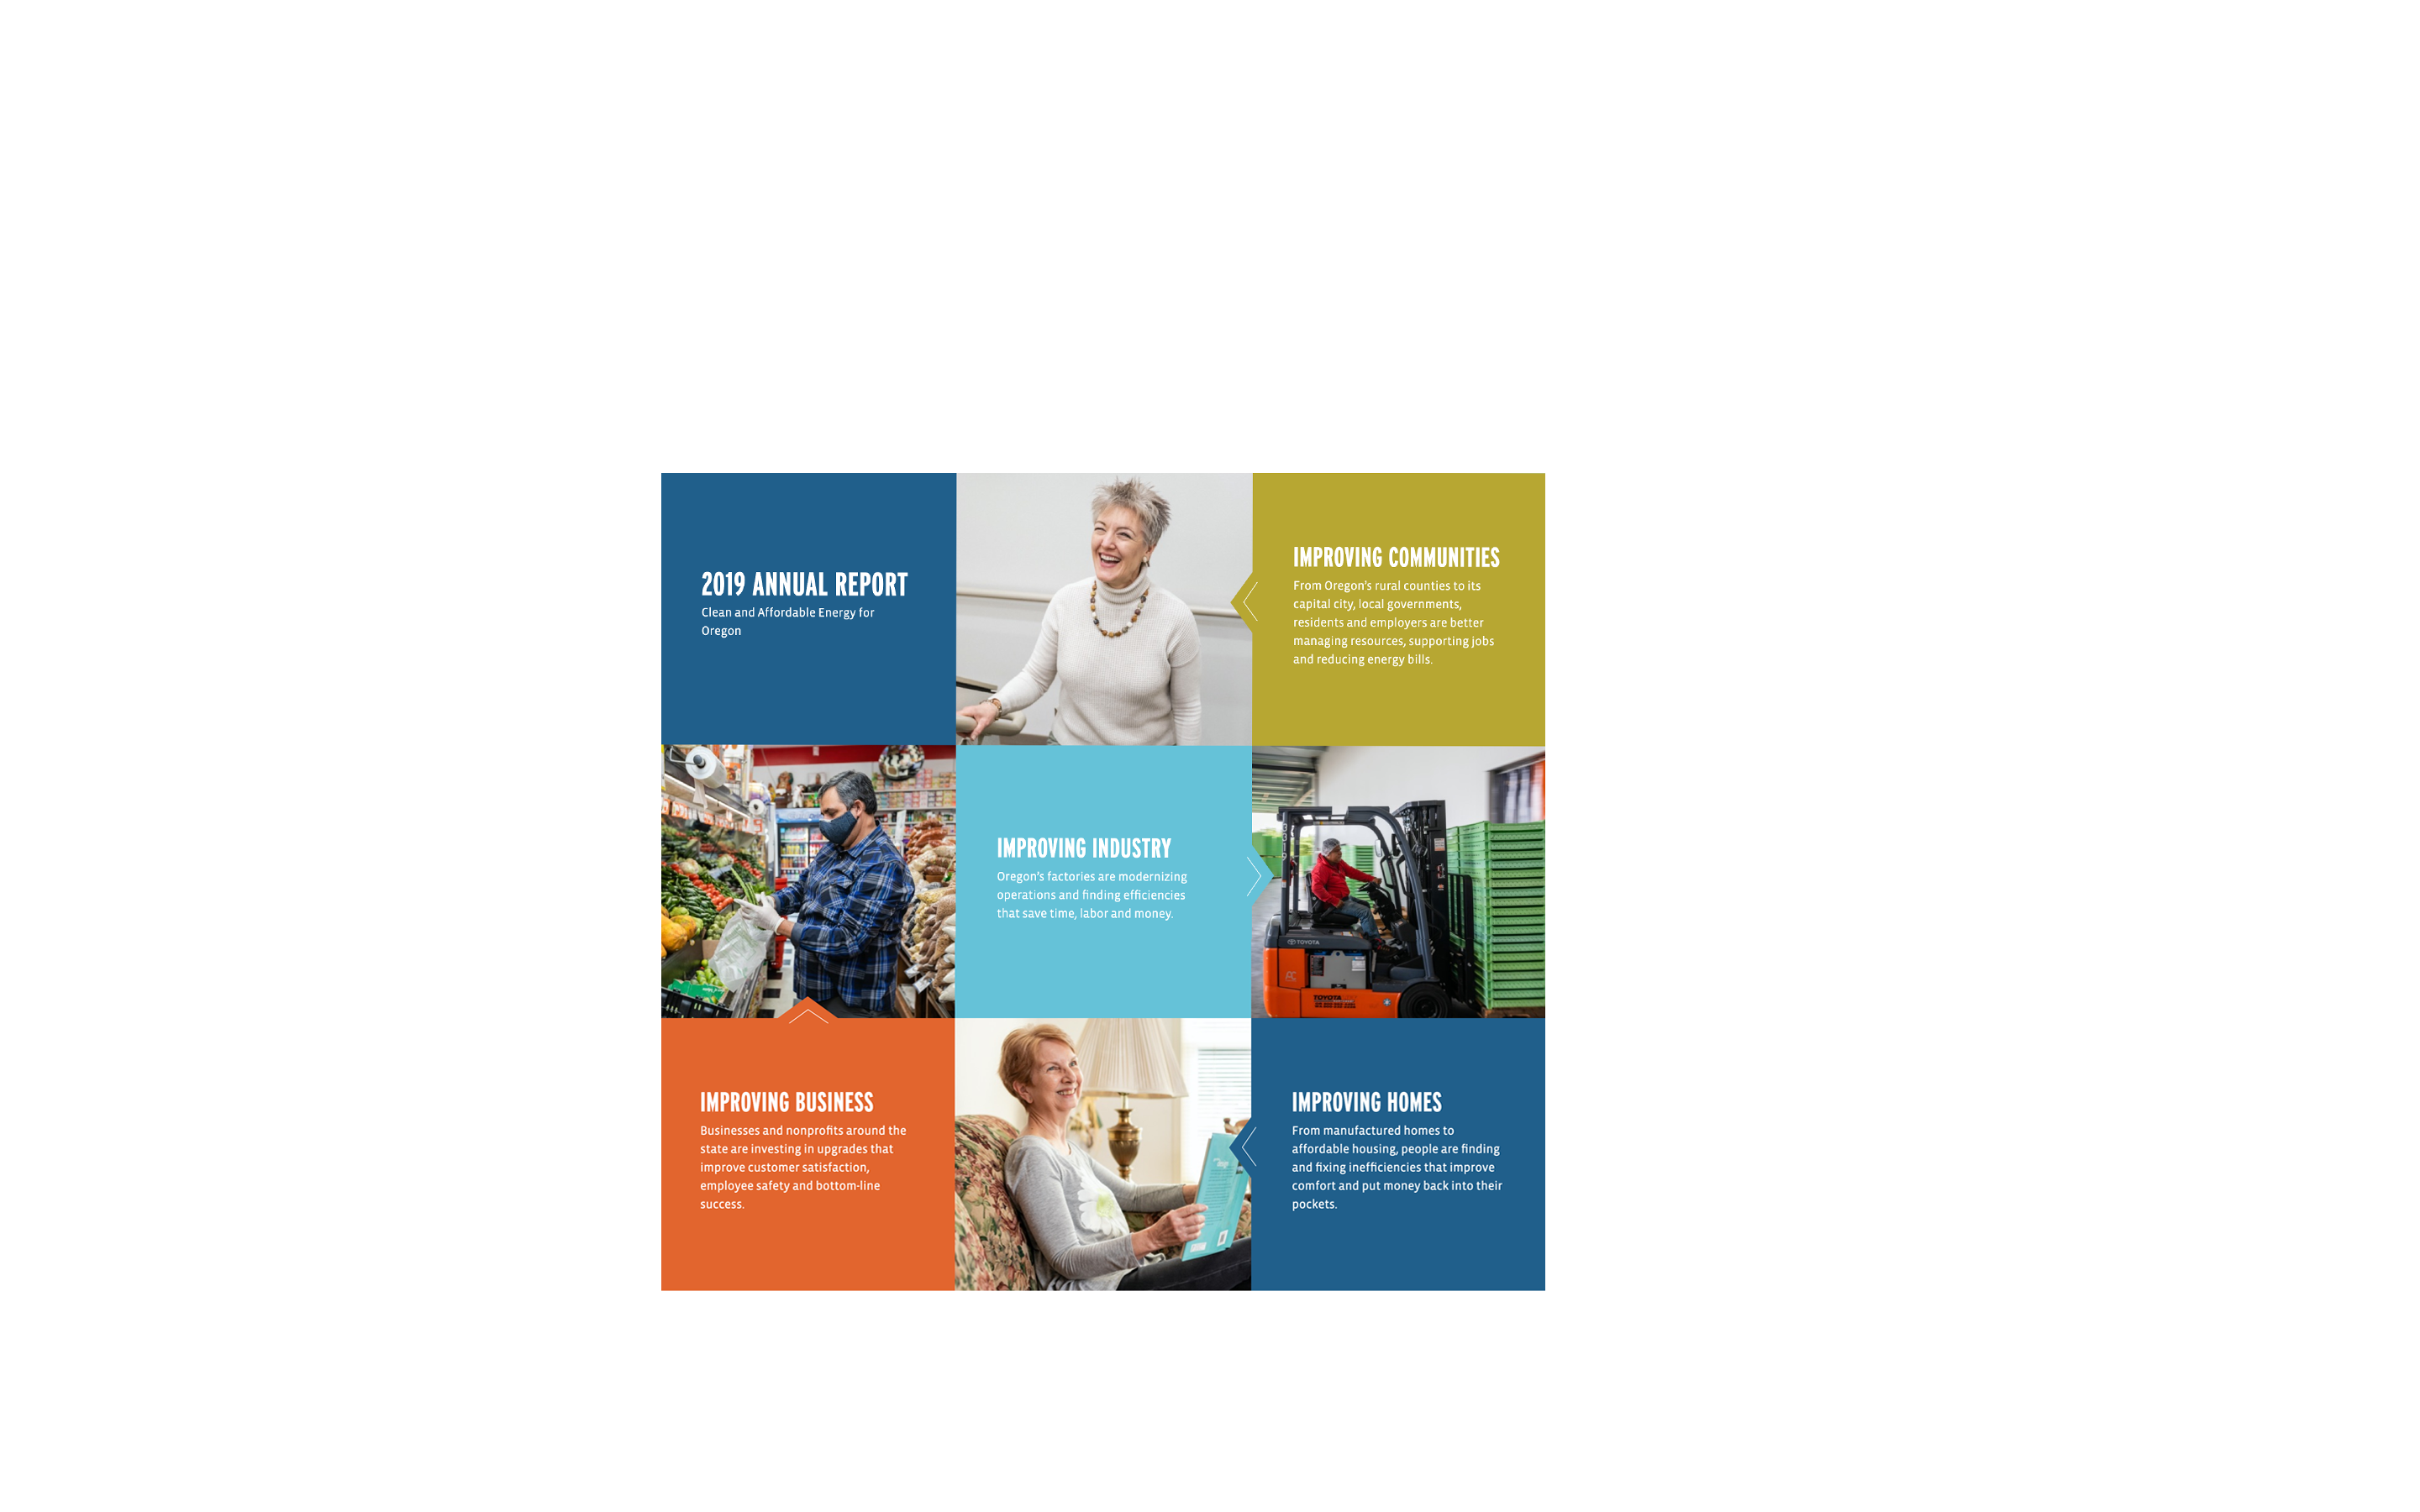 2019 ANNUAL REPORT
Clean and Affordable Energy for
Oregon
IMPROVING COMMUNITIES
From Oregon's rural counties to its
capital city, local governments,
residents and employers are better
managing resources, supporting jobs
and reducing energy bills.
IMPROVING INDUSTRY
Oregon's factories are modernizing
operations and finding efficiencies
that save time, labor and money.
TOYOTA
TOYOTA
IMPROVING BUSINESS
Businesses and nonprofits around the
state are investing in upgrades that
improve customer satisfaction,
employee safety and bottom-line
success.
IMPROVING HOMES
From manufactured homes to
affordable housing, people are finding
and fixing inefficiencies that improve
comfort and put money back into their
pockets.